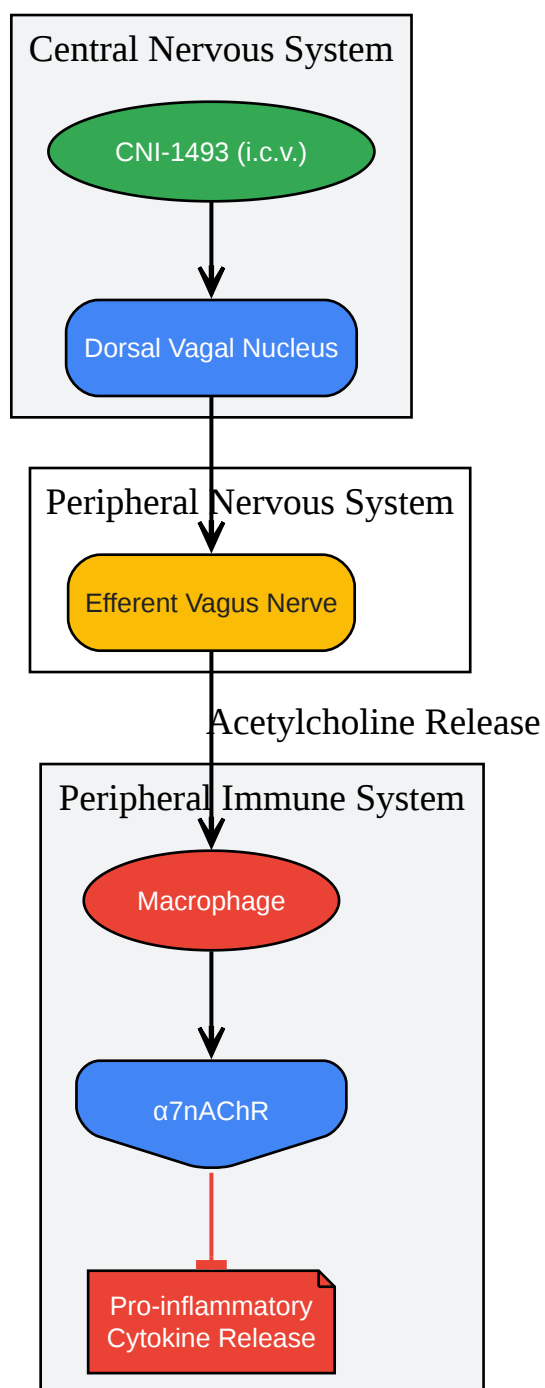 Central Nervous System
CNI-1493 (i.c.v.)
Dorsal Vagal Nucleus
Peripheral Nervous System
Efferent Vagus Nerve
Acetylcholine Release
Peripheral Immune System
Macrophage
α7nAChR
Pro-inflammatory
Cytokine Release